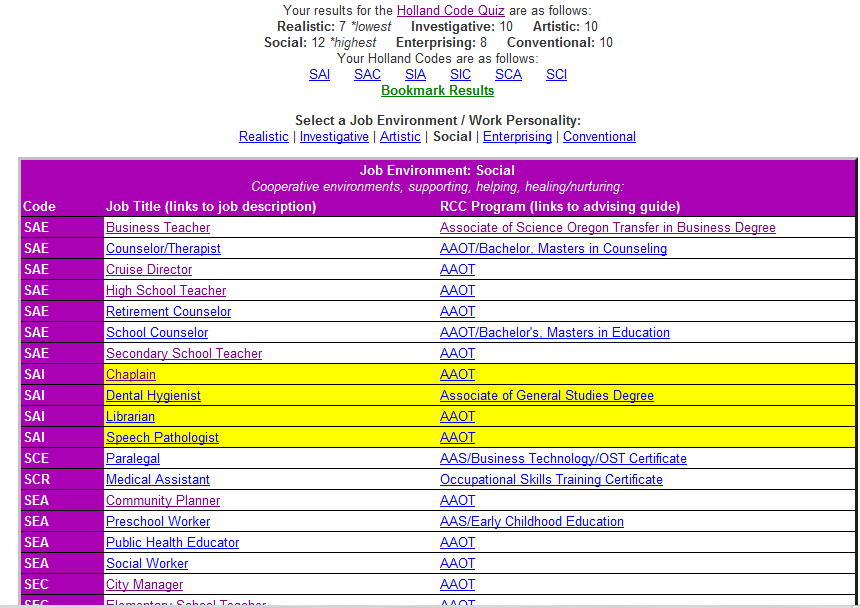 Your results for the Holland Code Quiz are as follows:
Realistic: 7 *lowest Investigative: 10 Artistic: 10
Social: 12 *highest Enterprising: 8 Conventional: 10
Your Holland Codes are as follows:
SAI SAC SIA SIC SCA SCI
Bookmark Results
Select a Job Environment / Work Personality:
Realistic | Investigative | Artistic | Social | Enterprising | Conventional
Job Environment: Social
Cooperative environments, supporting, helping, healing/nurturing:
Code Job Title (links to job description) RCC Program (links to advising guide)
SAE Business Teacher Associate of Science Oregon Transfer in Business Degree
SAE Counselor/Therapist AAOT/Bachelor, Masters in Counseling
SAE Cruise Director AAOT
SAE High School Teacher AAOT
SAE Retirement Counselor AAOT
SAE School Counselor AAOT/Bachelor's, Masters in Education
SAE Secondary School Teacher AAOT
SAI Chaplain AAOT
SAI Dental Hygienist Associate of General Studies Degree
SAI Librarian AAOT
SAI Speech Pathologist AAOT
SCE Paralegal AAS/Business Technology/OST Certificate
SCR Medical Assistant Occupational Skills Training Certificate
SEA Community Planner AAOT
SEA Preschool Worker AAS/Early Childhood Education
SEA Public Health Educator AAOT
SEA Social Worker AAOT
SEC City Manager AAOT
SEC Elementary School Teacher AAOT